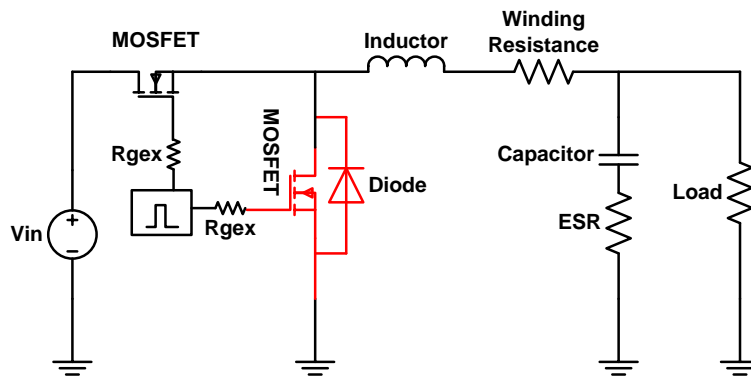 Winding
Resistance
MOSFET
Inductor
MOSFET
Rgex
Capacitor
Diode
Load
Rgex
ESR
Vin